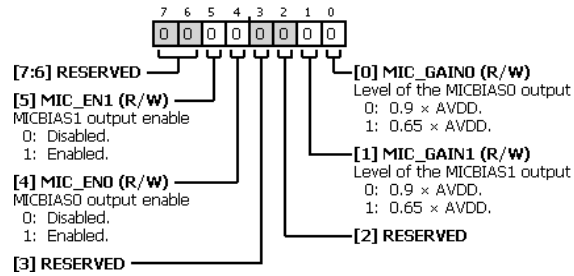 7 6 5 4 3 2 1 0
0 0 0 0 0 0 0 0
[7:6] RESERVED
[5] MIC_EN1 (R/W)
MICBIAS1 output enable
0: Disabled.
1: Enabled.
[4] MIC_EN0 (R/W)
MICBIAS0 output enable
0: Disabled.
1: Enabled.
[3] RESERVED
[0] MIC_GAIN0 (R/W)
Level of the MICBIAS0 output
0: 0.9 × AVDD.
1: 0.65 × AVDD.
[1] MIC_GAIN1 (R/W)
Level of the MICBIAS1 output
0: 0.9 × AVDD.
1: 0.65 × AVDD.
[2] RESERVED